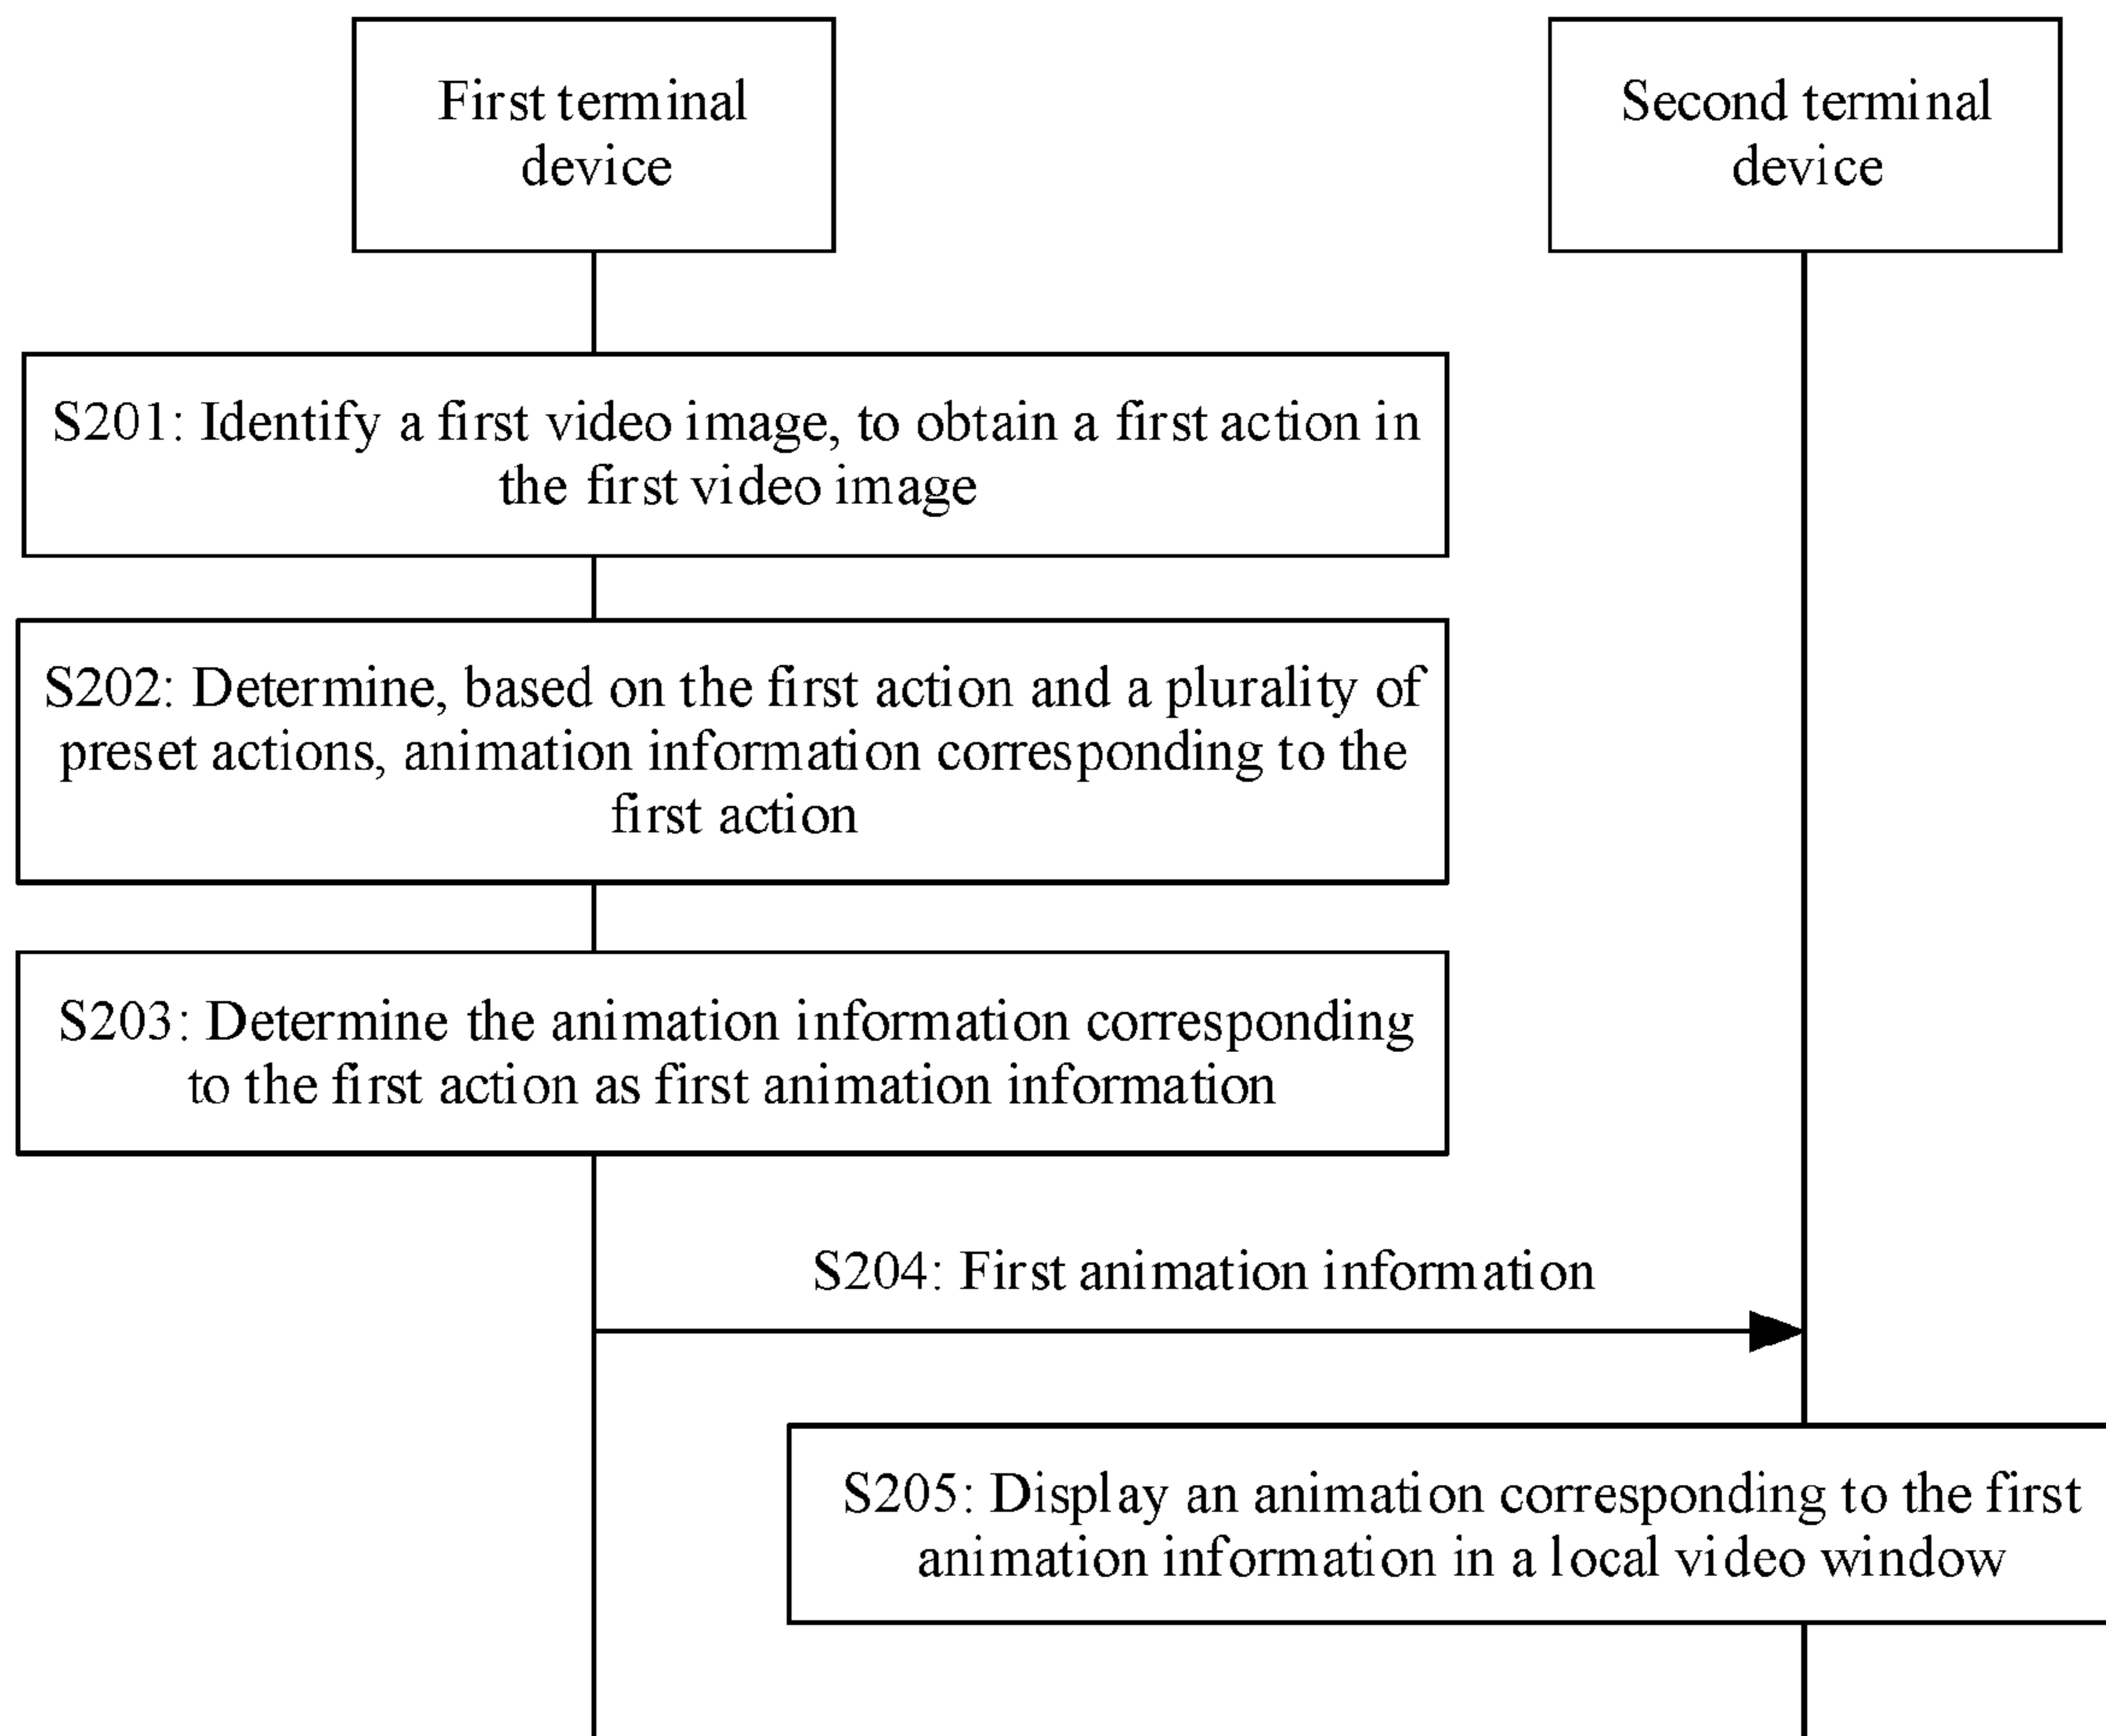 First terminal
device
Second terminal
device
S201: Identify a first video image, to obtain a first action in
the first video image
S202: Determine, based on the first action and a plurality of
preset actions, animation information corresponding to the
first action
S203: Determine the animation information corresponding
to the first action as first animation information
S204: First animation information
S205: Display an animation corresponding to the first
animation information in a local video window